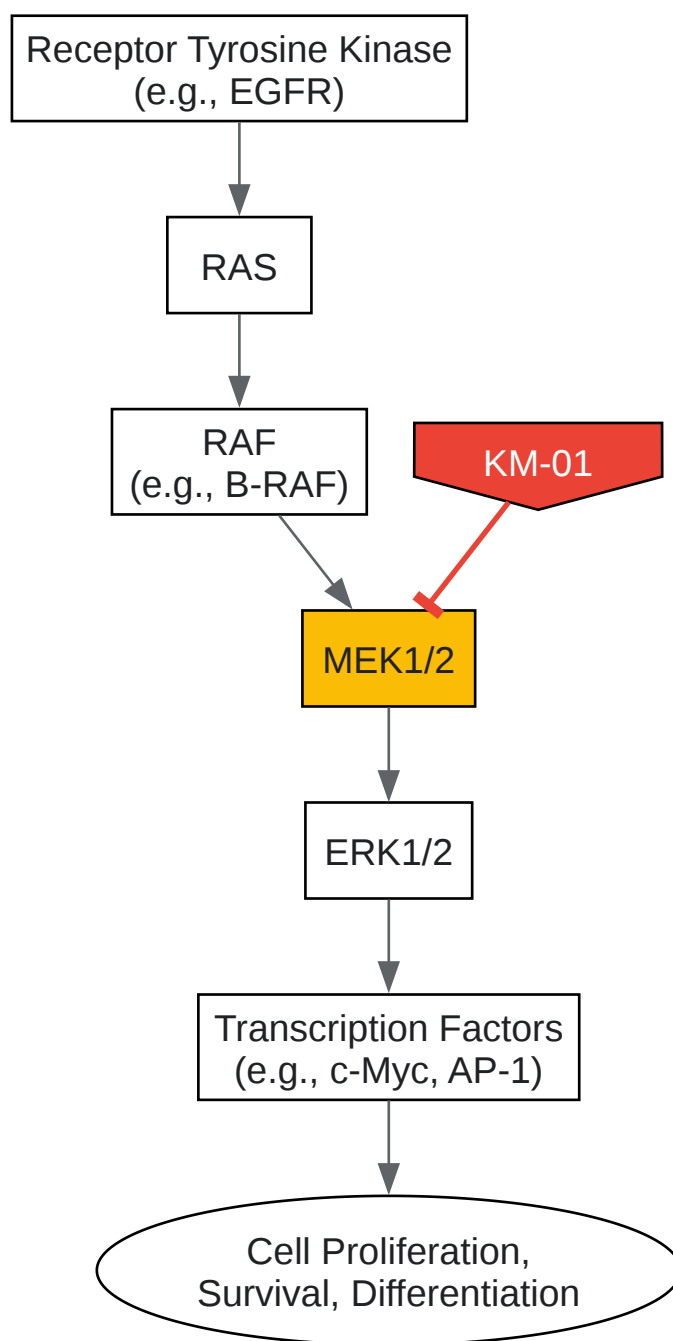 Receptor Tyrosine Kinase
(e.g., EGFR)
RAS
RAF
(e.g., B-RAF)
KM-01
MEK1/2
ERK1/2
Transcription Factors
(e.g., c-Myc, AP-1)
Cell Proliferation,
Survival, Differentiation